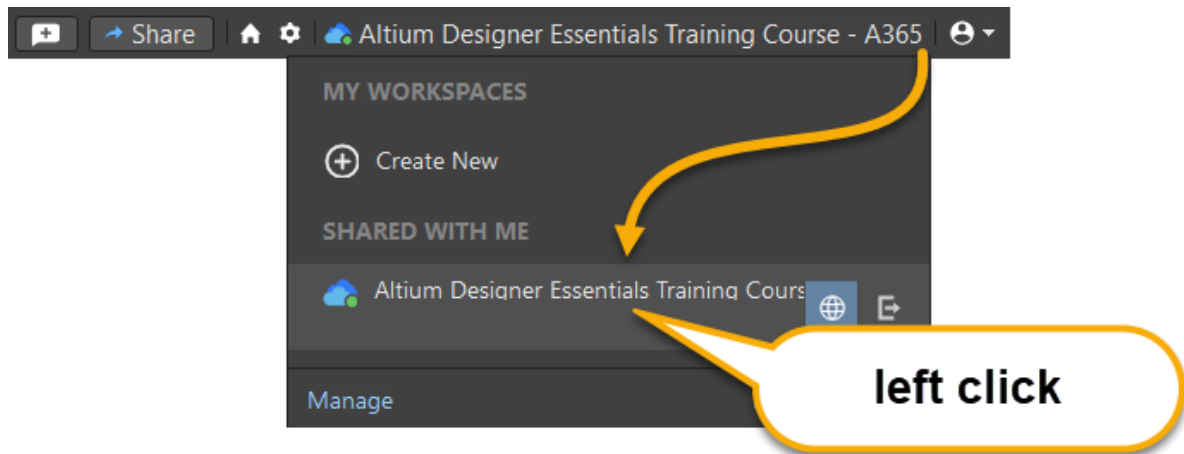 Share
Altium Designer Essentials Training Course - A365
MY WORKSPACES
Create New
SHARED WITH ME
Altium Designer Essentials Training Cours
Manage
left click